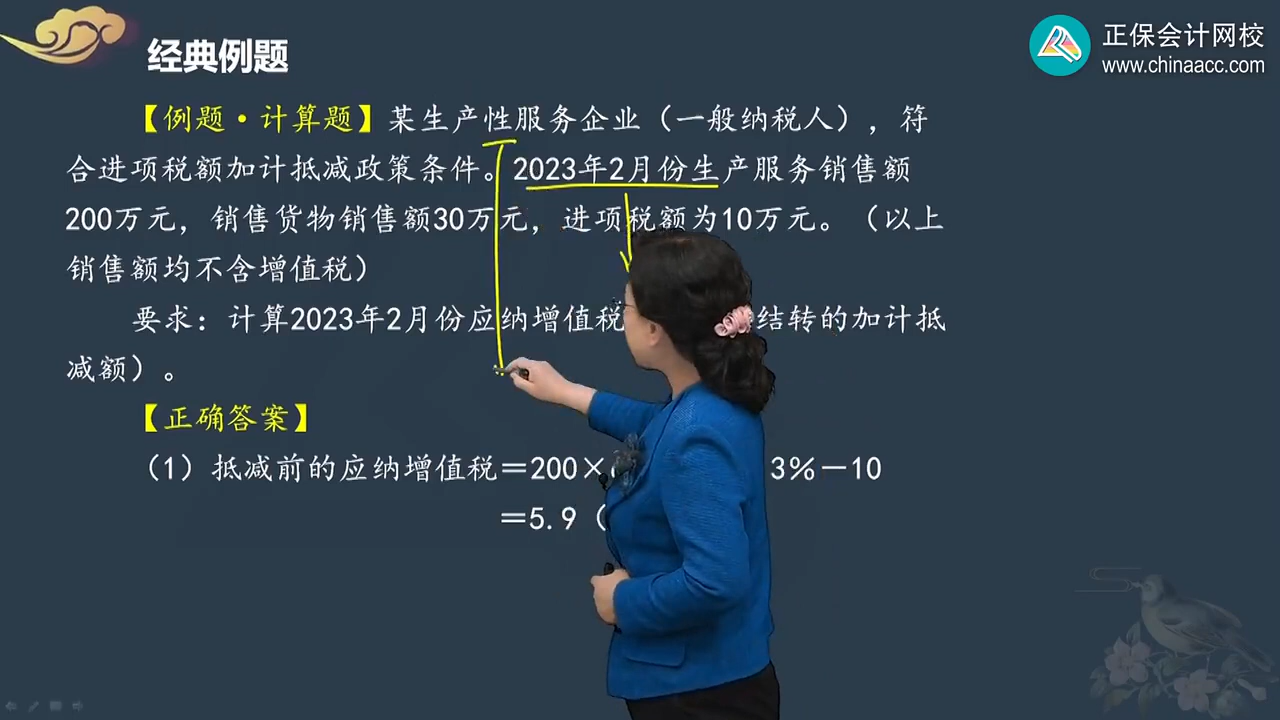 经典例题
正保会计网校
www.chinaacc.com
【例题·计算题】某生产性服务企业（一般纳税人），符
合进项税额加计抵减政策条件。2023年2月份生产服务销售额
200万元，销售货物销售额30万元，进项税额为10万元。（以上
销售额均不含增值税）
要求：计算2023年2月份应纳增值税 结转的加计抵
减额）。
【正确答案】
（1）抵减前的应纳增值税＝200× 3%－10
＝5.9（